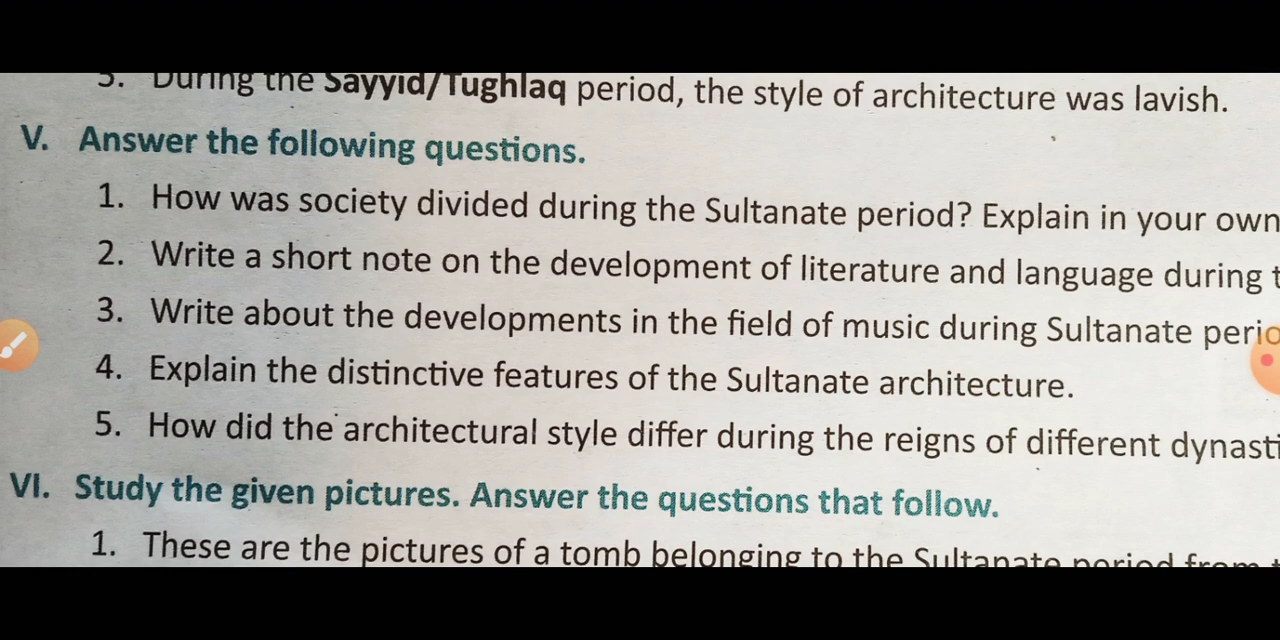 5. During the Sayyid/Tughlaq period, the style of architecture was lavish.
V. Answer the following questions.
1. How was society divided during the Sultanate period? Explain in your own
2. Write a short note on the development of literature and language during
3. Write about the developments in the field of music during Sultanate
4. Explain the distinctive features of the Sultanate architecture.
5. How did the architectural style differ during the reigns of different
VI. Study the given pictures. Answer the questions that follow.
1. These are the pictures of a tomb belonging to the Sultanate period from